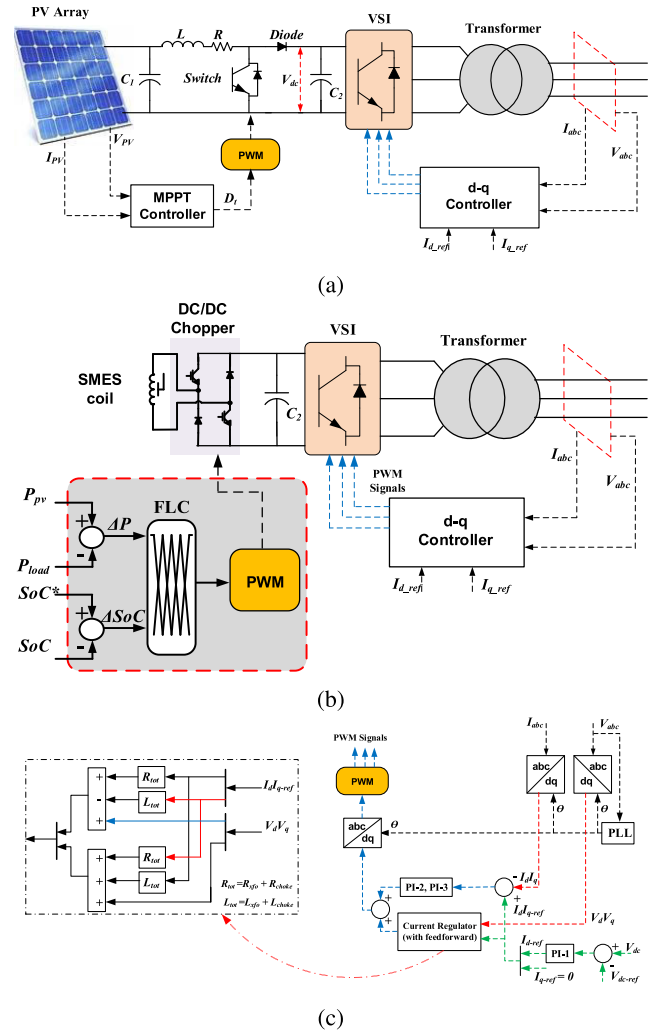 PV Array
L
R
Diode
VSI
Transformer
C1
Switch
Vdc
C2
IPV
VPV
PWM
Iabc
Vabc
MPPT
Controller
Dt
d-q
Controller
Id_ref
Iq_ref
(a)
DC/DC
Chopper
VSI
Transformer
SMES
coil
C2
Iabc
Vabc
PWM
Signals
Ppv
+
ΔP
-
Pload
FLC
PWM
d-q
Controller
Id_ref
Iq_ref
SoC*
+
ΔSoC
-
SoC
(b)
PWM Signals
Iabc
Vabc
+
Rtot
-
Ltot
+
IdIq-ref
VdVq
+
Rtot
+
Ltot
+
Rtot=Rsfo + Rchoke
Ltot=Lsfo + Lchoke
PWM
abc
dq
abc
dq
θ
θ
PLL
abc
dq
θ
PI-2, PI-3
+
+
-
IdIq
+
IdIq-ref
Current Regulator
(with feedforward)
VdVq
Id-ref
PI-1
+
Vdc
-
Iq-ref = 0
Vdc-ref
(c)